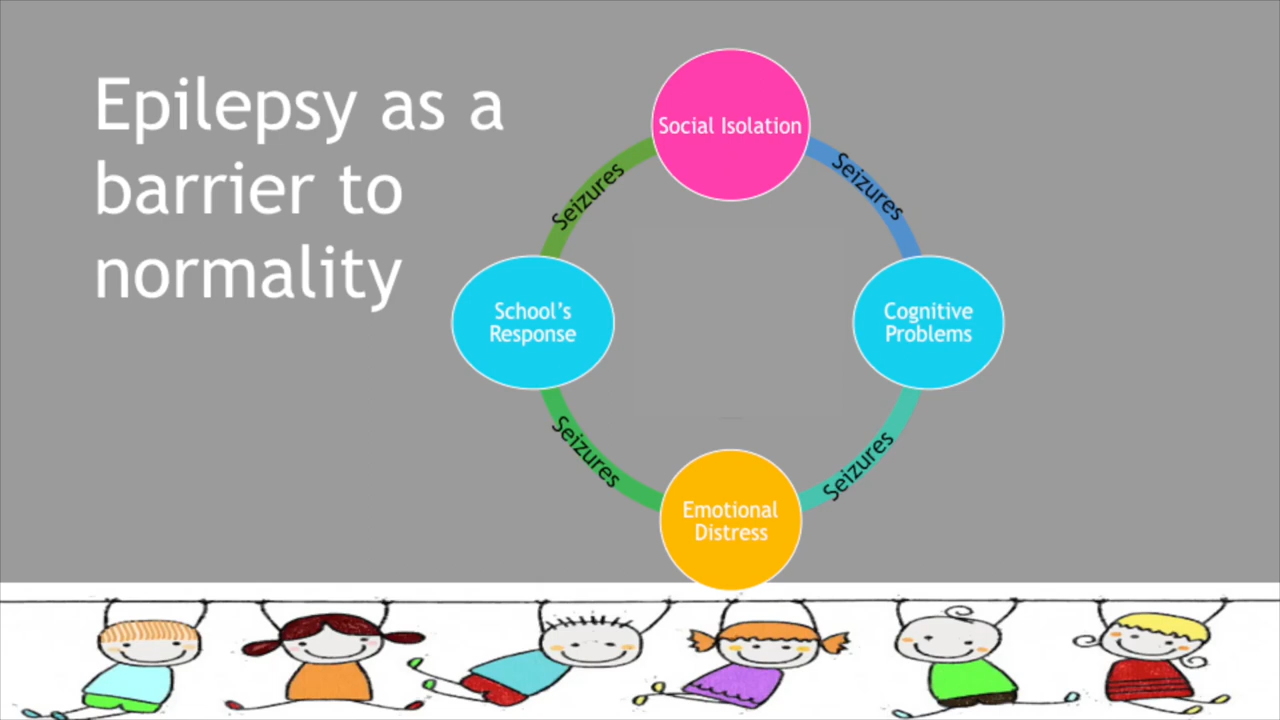 Epilepsy as a
barrier to
normality
Social Isolation
Seizures
Seizures
School’s
Response
Cognitive
Problems
Seizures
Seizures
Emotional
Distress